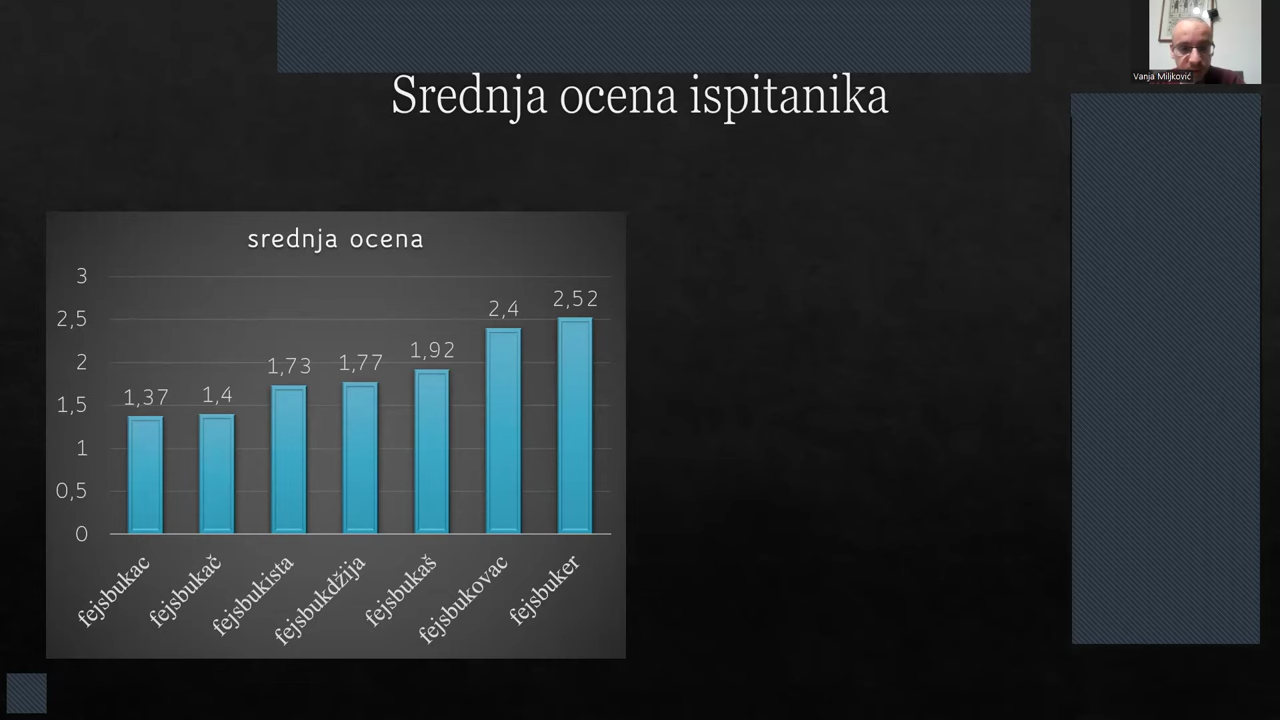 Vanja Miljković
Srednja ocena ispitanika
srednja ocena
3
2,5
2
1,5
1
0,5
0
1,37
1,4
1,73
1,77
1,92
2,4
2,52
fejsbukac
fejsbukač
fejsbukista
fejsbukdžija
fejsbukaš
fejsbukovac
fejsbuker